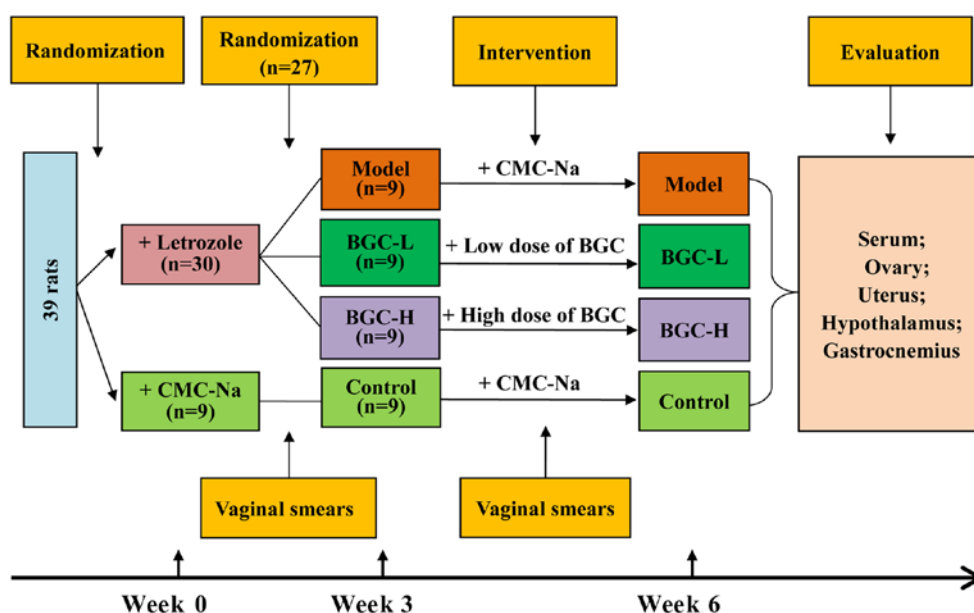 Randomization
Randomization
(n=27)
Intervention
Evaluation
39 rats
+ Letrozole
(n=30)
+ CMC-Na
(n=9)
Model
(n=9)
BGC-L
(n=9)
BGC-H
(n=9)
Control
(n=9)
+ CMC-Na
+ Low dose of BGC
+ High dose of BGC
+ CMC-Na
Model
BGC-L
BGC-H
Control
Serum;
Ovary;
Uterus;
Hypothalamus;
Gastrocnemius
Vaginal smears
Vaginal smears
Week 0
Week 3
Week 6